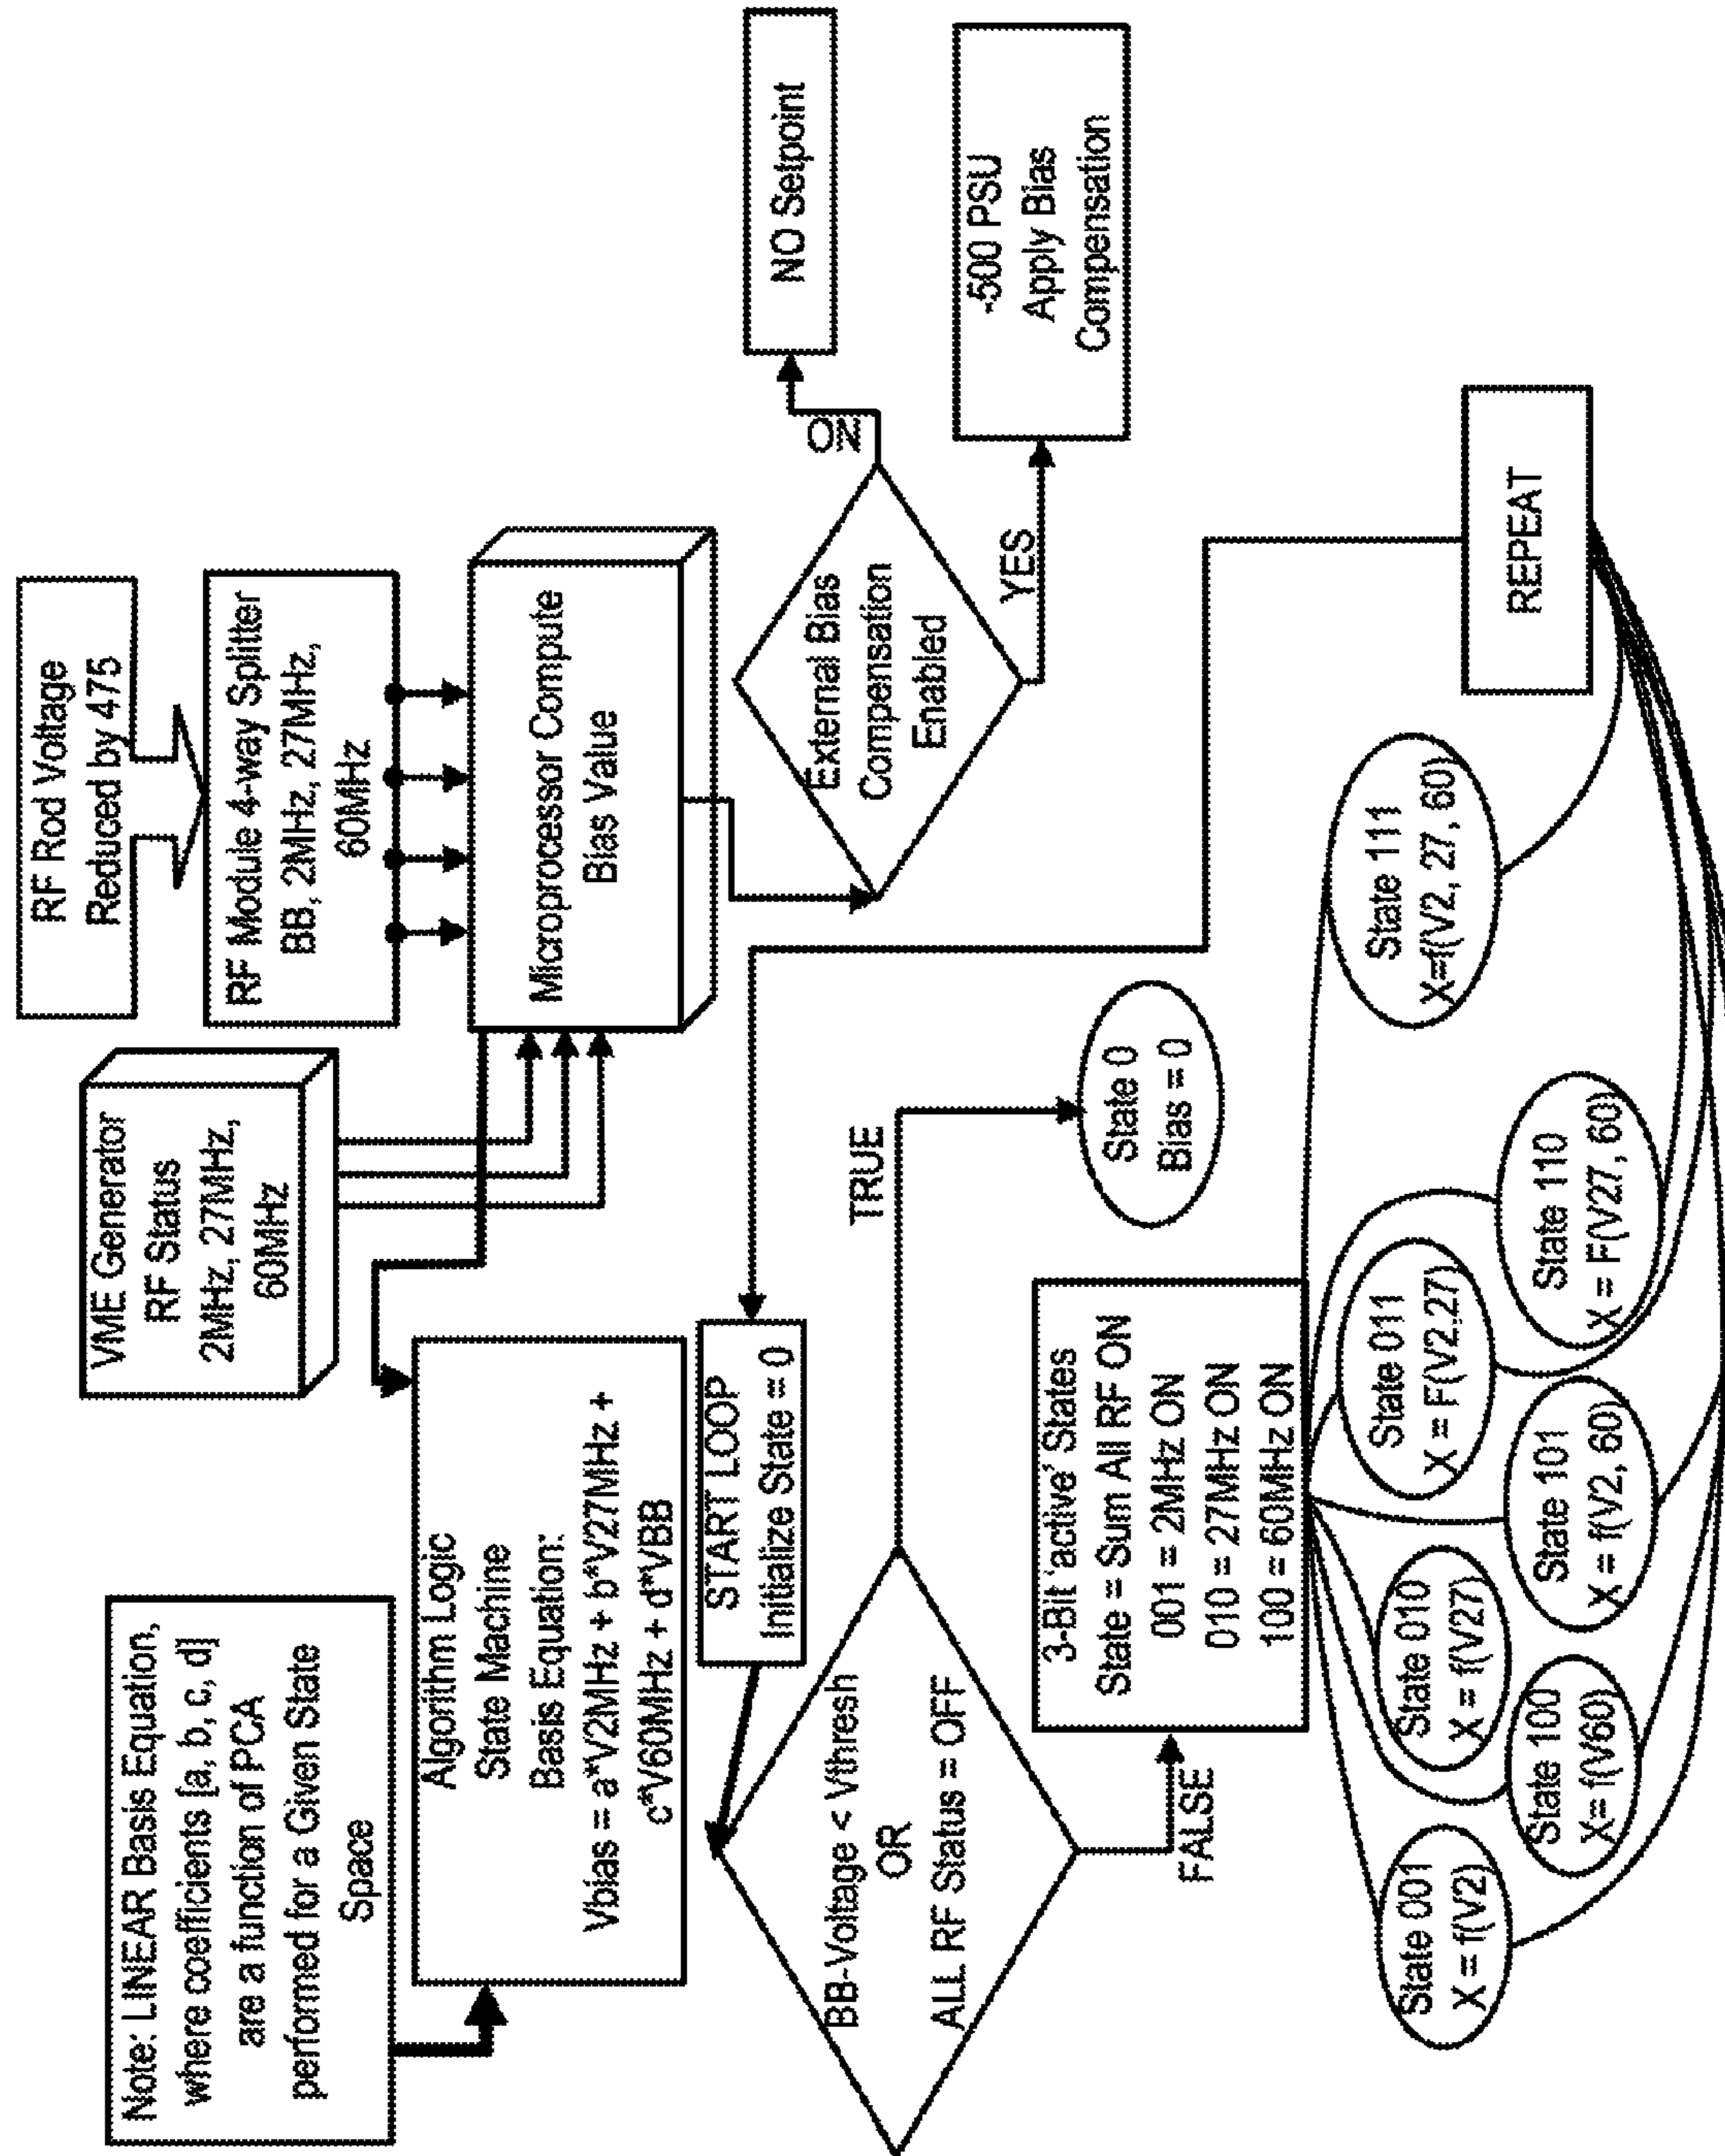 Note: LINEAR Basis Equation,
where coefficients [a, b, c, d]
are a function of PCA
performed for a Given State
Space
VME Generator
RF Status
2MHz, 27MHz,
60MHz
RF Rod Voltage
Reduced by 475
RF Module 4-way Splitter
BB, 2MHz, 27MHz,
60MHz
Algorithm Logic
State Machine
Basis Equation:
Vbias = a*V2MHz + b*V27MHz +
c*V60MHz + d*VBB
Microprocessor Compute
Bias Value
START LOOP
Initialize State = 0
External Bias
Compensation
Enabled
ON
NO Setpoint
YES
-500 PSU
Apply Bias
Compensation
BB-Voltage < Vthresh
OR
ALL RF Status = OFF
TRUE
State 0
Bias = 0
FALSE
3-Bit 'active' States
State = Sum All RF ON
001 = 2MHz ON
010 = 27MHz ON
100 = 60MHz ON
REPEAT
State 001
X = f(V2)
State 010
X = f(V27)
State 011
X = F(V2,27)
State 111
X=f(V2, 27, 60)
State 100
X= f(V60)
State 101
X = f(V2, 60)
State 110
X = F(V27, 60)